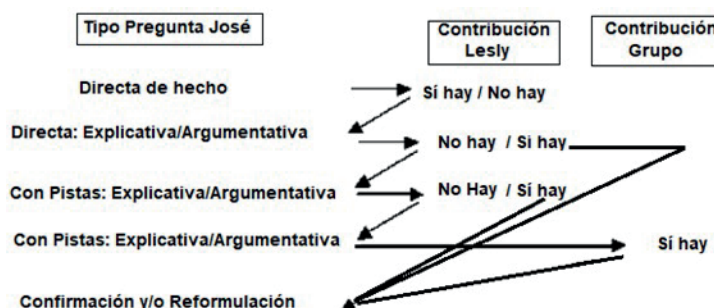 Tipo Pregunta José
Contribución
Lesly
Contribución
Grupo
Directa de hecho
Sí hay / No hay
Directa: Explicativa/Argumentativa
No hay / Si hay
Con Pistas: Explicativa/Argumentativa
No Hay / Sí hay
Con Pistas: Explicativa/Argumentativa
Sí hay
Confirmación y/o Reformulación